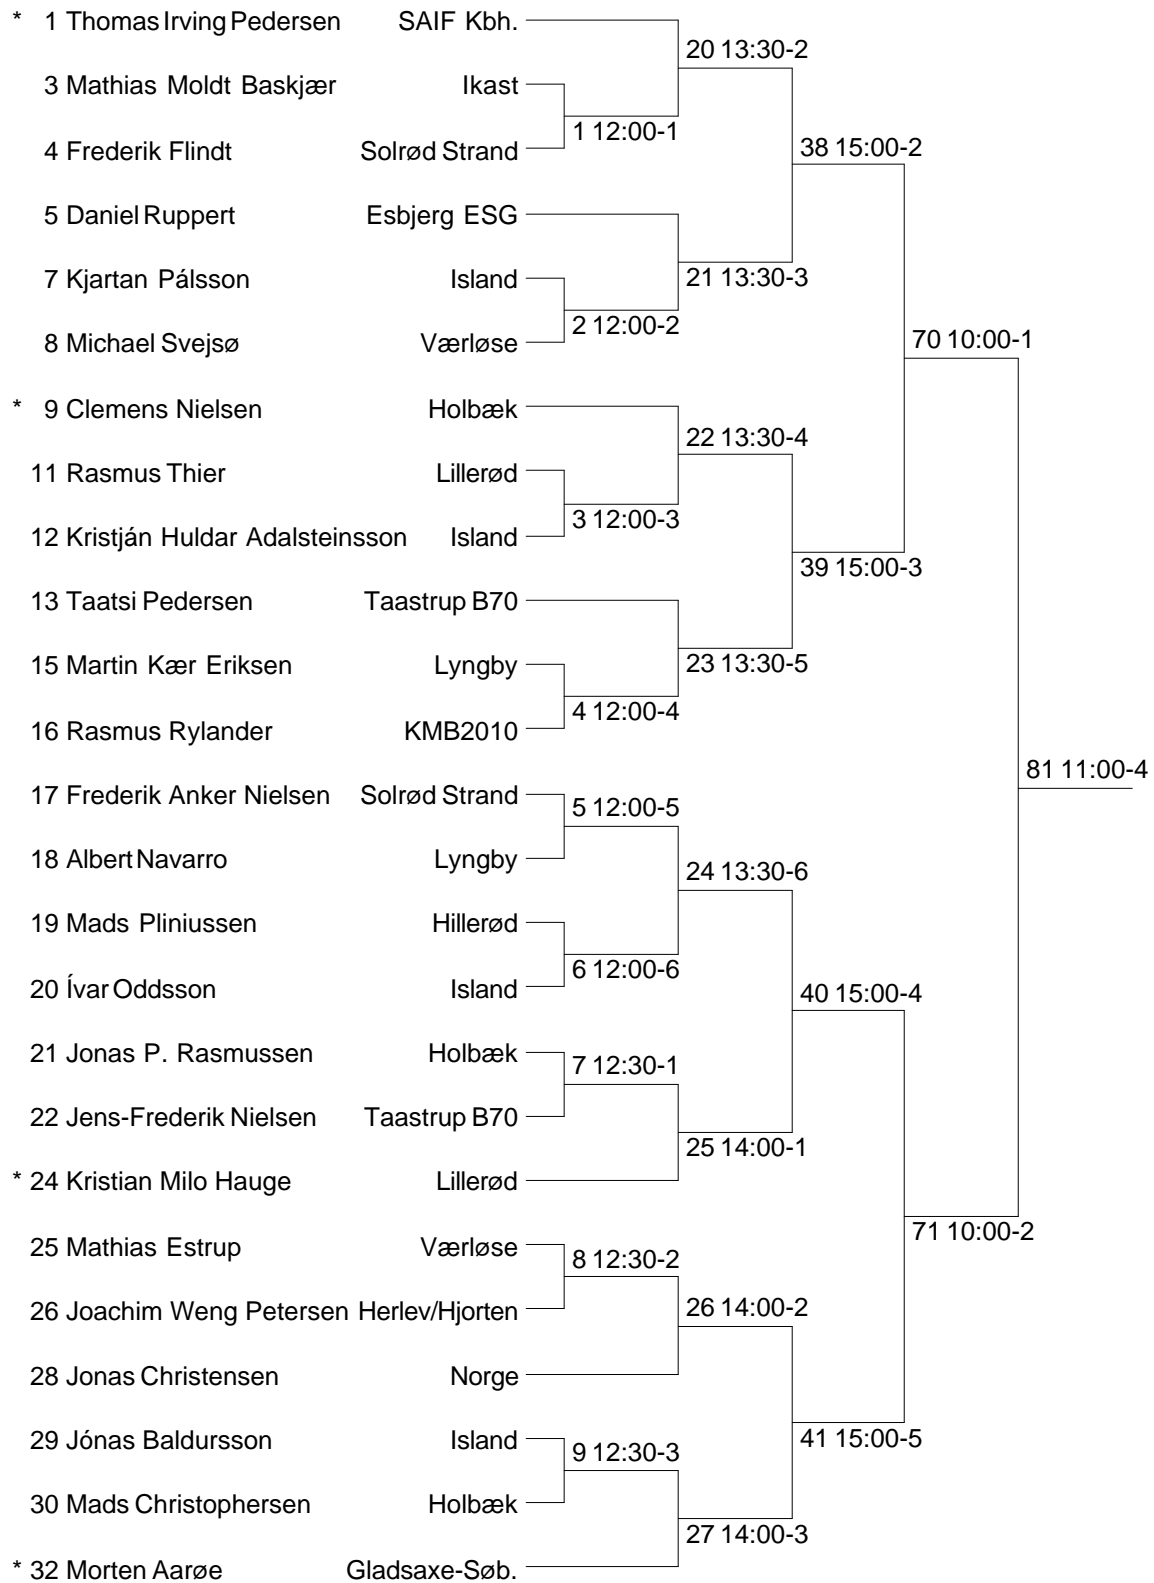 * 1 Thomas Irving Pedersen SAIF Kbh.
20 13:30-2
3 Mathias Moldt Baskjær Ikast
1 12:00-1
4 Frederik Flindt Solrød Strand
38 15:00-2
5 Daniel Ruppert Esbjerg ESG
7 Kjartan Pálsson Island
21 13:30-3
2 12:00-2
8 Michael Svejsø Værløse
70 10:00-1
* 9 Clemens Nielsen Holbæk
22 13:30-4
11 Rasmus Thier Lillerød
3 12:00-3
12 Kristján Huldar Adalsteinsson Island
39 15:00-3
13 Taatsi Pedersen Taastrup B70
15 Martin Kær Eriksen Lyngby
23 13:30-5
4 12:00-4
16 Rasmus Rylander KMB2010
81 11:00-4
17 Frederik Anker Nielsen Solrød Strand
5 12:00-5
18 Albert Navarro Lyngby
24 13:30-6
19 Mads Pliniussen Hillerød
6 12:00-6
20 Ívar Oddsson Island
40 15:00-4
21 Jonas P. Rasmussen Holbæk
7 12:30-1
22 Jens-Frederik Nielsen Taastrup B70
25 14:00-1
* 24 Kristian Milo Hauge Lillerød
71 10:00-2
25 Mathias Estrup Værløse
8 12:30-2
26 Joachim Weng Petersen Herlev/Hjorten
26 14:00-2
28 Jonas Christensen Norge
29 Jónas Baldursson Island
41 15:00-5
9 12:30-3
30 Mads Christophersen Holbæk
27 14:00-3
* 32 Morten Aarøe Gladsaxe-Søb.